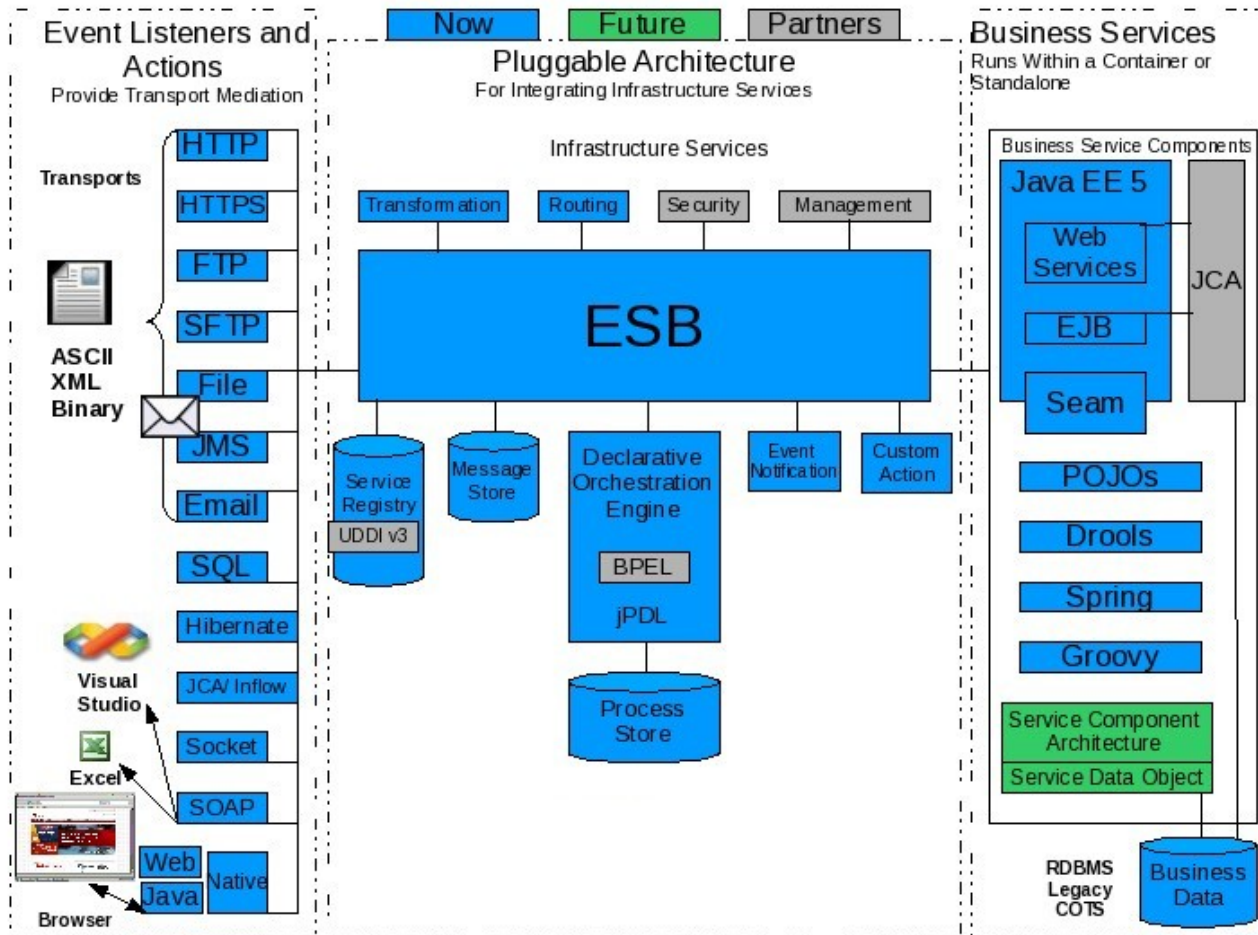 Now
Future
Partners
Event Listeners and
Actions
Provide Transport Mediation
Transports
ASCII
XML
Binary
HTTP
HTTPS
FTP
SFTP
File
JMS
Email
SQL
Hibernate
JCA/ Inflow
Socket
SOAP
Web
Java
Native
Visual
Studio
Excel
Browser
Pluggable Architecture
For Integrating Infrastructure Services
Infrastructure Services
Transformation
Routing
Security
Management
ESB
Service
Registry
UDDI v3
Message
Store
Declarative
Orchestration
Engine
BPEL
jPDL
Process
Store
Event
Notification
Custom
Action
Business Services
Runs Within a Container or
Standalone
Business Service Components
Java EE 5
Web
Services
EJB
Seam
JCA
POJOs
Drools
Spring
Groovy
Service Component
Architecture
Service Data Object
RDBMS
Legacy
COTS
Business
Data